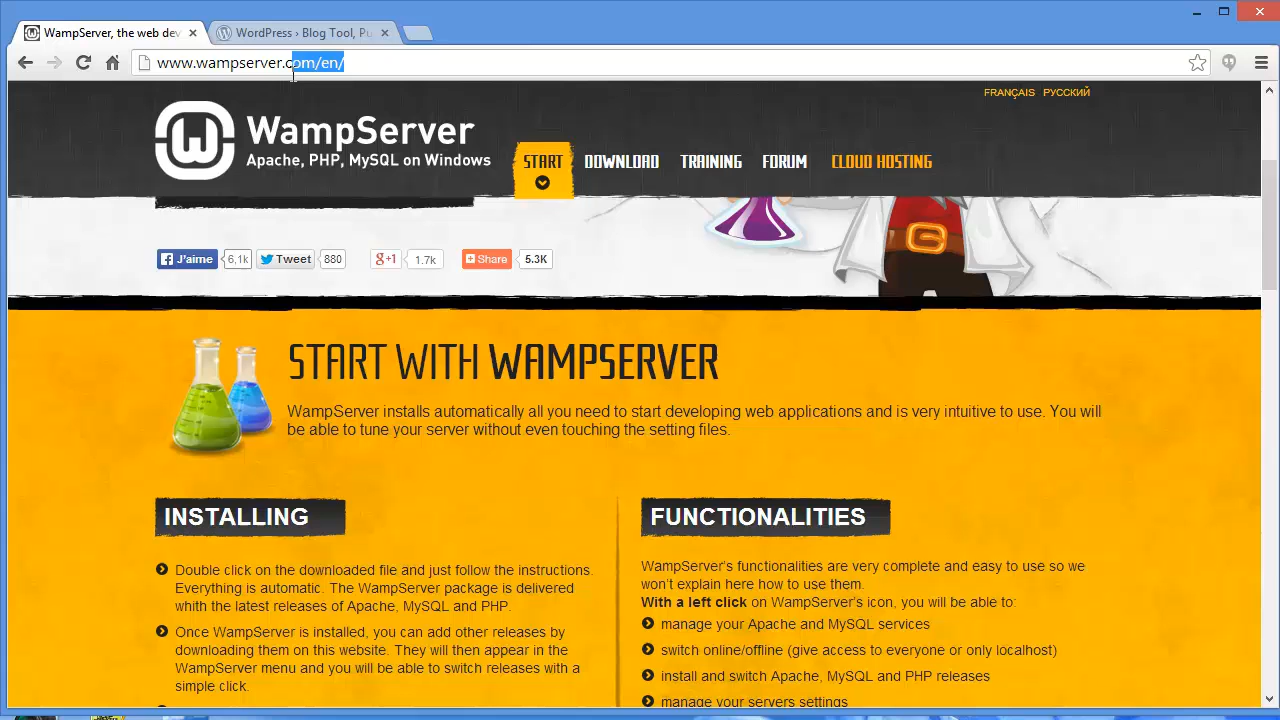 WampServer, the web dev
WordPress › Blog Tool, Pu
www.wampserver.com/en/
FRANÇAIS РУССКИЙ
WampServer
Apache, PHP, MySQL on Windows
START
DOWNLOAD
TRAINING
FORUM
CLOUD HOSTING
J'aime 6,1k
Tweet 880
g+1 1.7k
Share 5.3K
START WITH WAMPSERVER
WampServer installs automatically all you need to start developing web applications and is very intuitive to use. You will
be able to tune your server without even touching the setting files.
INSTALLING
Double click on the downloaded file and just follow the instructions.
Everything is automatic. The WampServer package is delivered
whith the latest releases of Apache, MySQL and PHP.
Once WampServer is installed, you can add other releases by
downloading them on this website. They will then appear in the
WampServer menu and you will be able to switch releases with a
simple click.
FUNCTIONALITIES
WampServer's functionalities are very complete and easy to use so we
won't explain here how to use them.
With a left click on WampServer's icon, you will be able to:
manage your Apache and MySQL services
switch online/offline (give access to everyone or only localhost)
install and switch Apache, MySQL and PHP releases
manage your servers settings